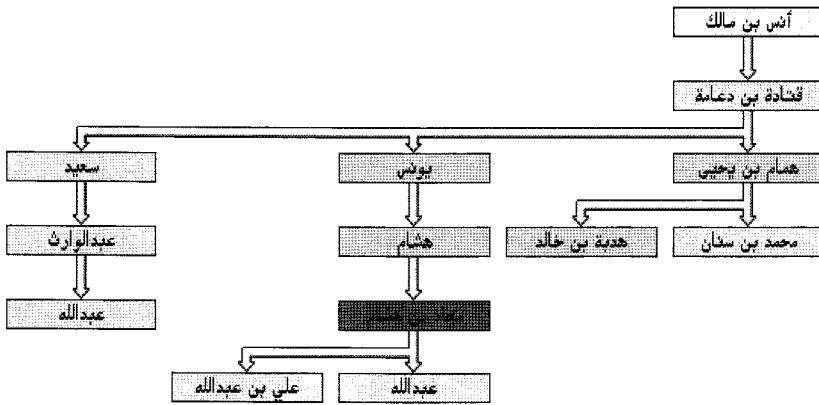 أنس بن مالك
قتادة بن دعامة
همام بن يحيى
يونس
سعيد
محمد بن سنان
هدبة بن خالد
هشام
عبدالوارث
عبدالله
عبدالله
علي بن عبدالله